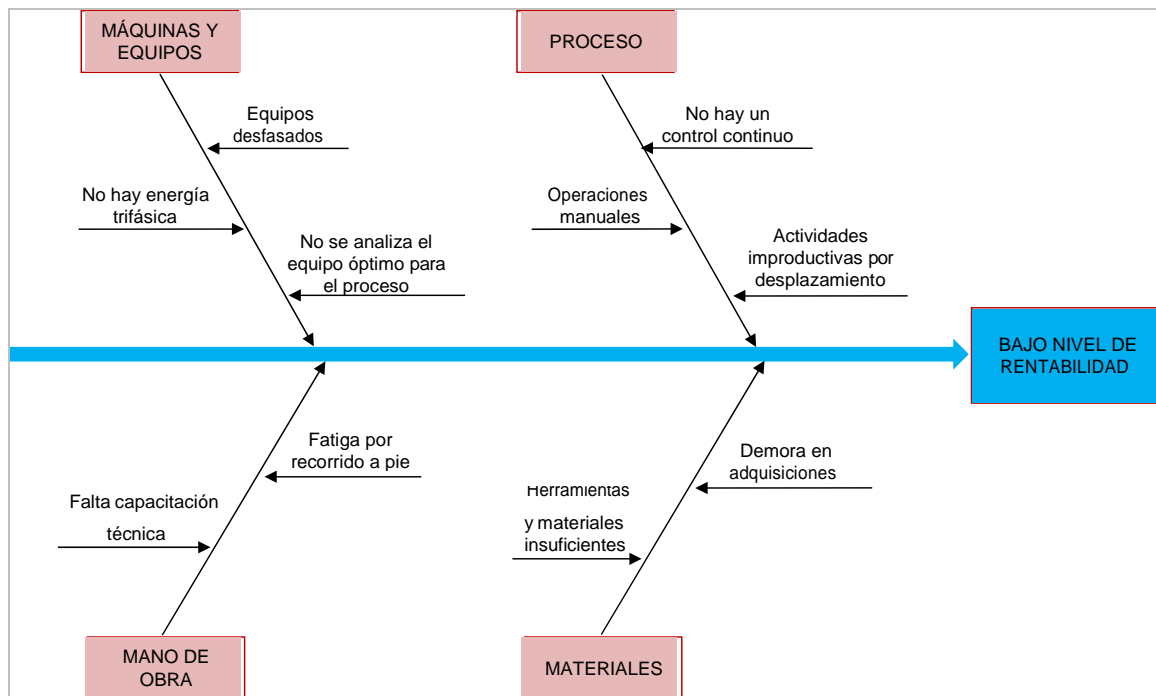 MÁQUINAS Y
EQUIPOS
PROCESO
Equipos
desfasados
No hay un
control continuo
No hay energía
trifásica
Operaciones
manuales
No se analiza el
equipo óptimo para
el proceso
Actividades
improductivas por
desplazamiento
BAJO NIVEL DE
RENTABILIDAD
Fatiga por
recorrido a pie
Demora en
adquisiciones
Falta capacitación
técnica
Herramientas
y materiales
insuficientes
MANO DE
OBRA
MATERIALES